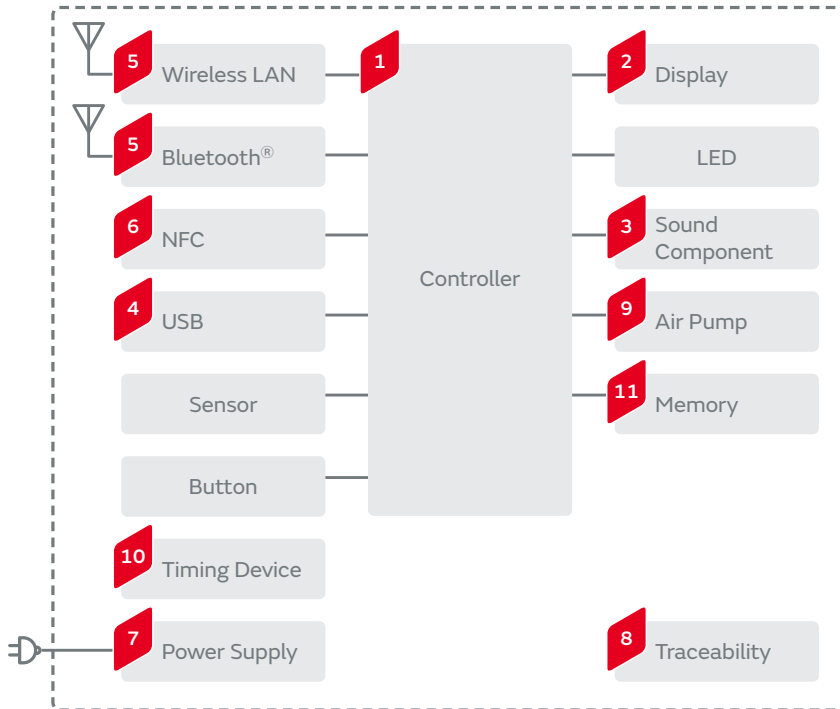 5
Wireless LAN
1
2
Display
5
Bluetooth®
LED
6
NFC
3
Sound
Component
Controller
4
USB
9
Air Pump
Sensor
11
Memory
Button
10
Timing Device
7
Power Supply
8
Traceability